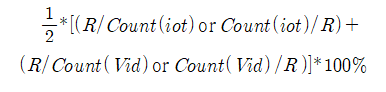 1/2 *[(R/Count(iot) or Count(iot)/R)+
(R/Count(Vid) or Count(Vid)/R)]*100%